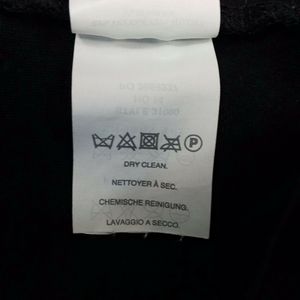 P
DRY CLEAN.
NETTOYER À SEC.
CHEMISCHE REINIGUNG.
LAVAGGIO A SECCO.